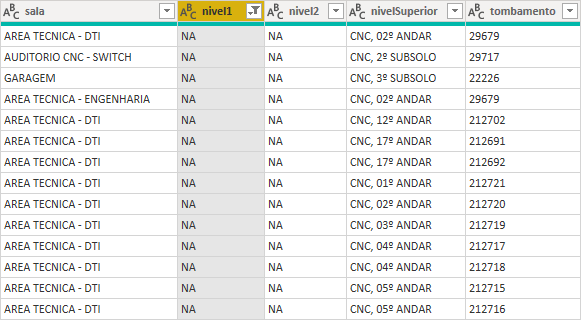 sala nivel1 nivel2 nivelSuperior tombamento
AREA TECNICA - DTI NA NA CNC, 02º ANDAR 29679
AUDITORIO CNC - SWITCH NA NA CNC, 2º SUBSOLO 29717
GARAGEM NA NA CNC, 3º SUBSOLO 22226
AREA TECNICA - ENGENHARIA NA NA CNC, 02º ANDAR 29679
AREA TECNICA - DTI NA NA CNC, 12º ANDAR 212702
AREA TECNICA - DTI NA NA CNC, 17º ANDAR 212691
AREA TECNICA - DTI NA NA CNC, 17º ANDAR 212692
AREA TECNICA - DTI NA NA CNC, 01º ANDAR 212721
AREA TECNICA - DTI NA NA CNC, 02º ANDAR 212720
AREA TECNICA - DTI NA NA CNC, 03º ANDAR 212719
AREA TECNICA - DTI NA NA CNC, 04º ANDAR 212717
AREA TECNICA - DTI NA NA CNC, 04º ANDAR 212718
AREA TECNICA - DTI NA NA CNC, 05º ANDAR 212715
AREA TECNICA - DTI NA NA CNC, 05º ANDAR 212716